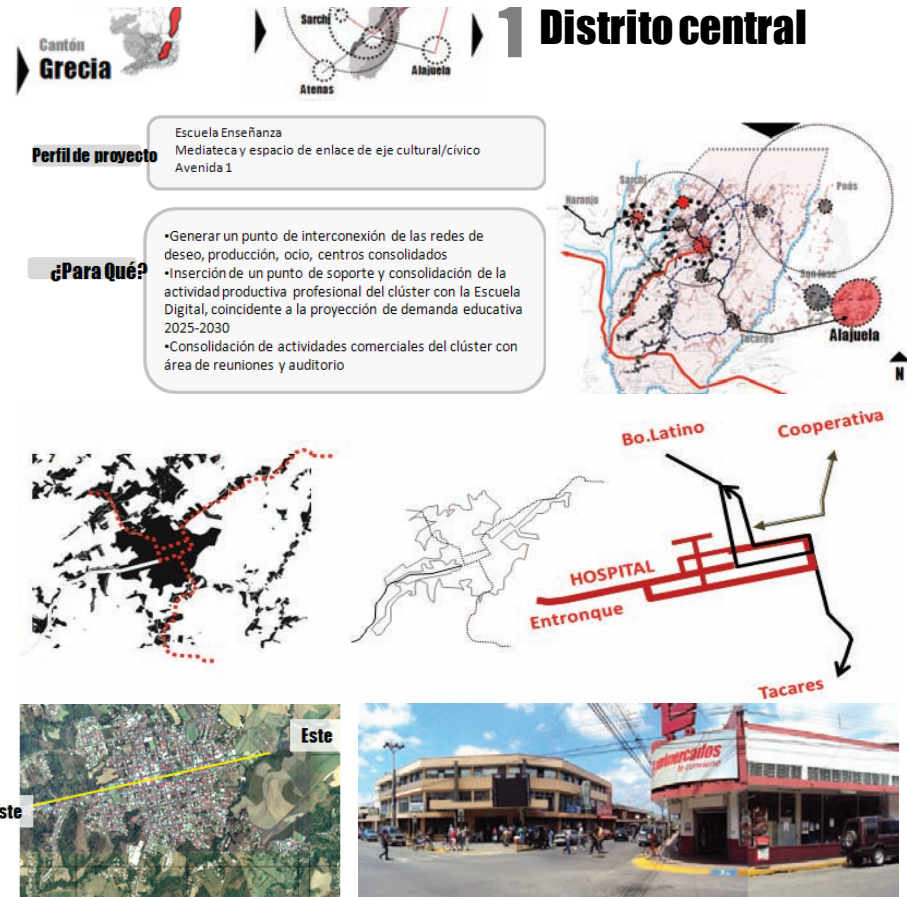 Cantón
Grecia
Sarchí
Alajuela
Atenas
1 Distrito central
Perfil de proyecto
Escuela Enseñanza
Mediateca y espacio de enlace de eje cultural/cívico
Avenida 1
¿Para Qué?
•Generar un punto de interconexión de las redes de
deseo, producción, ocio, centros consolidados
•Inserción de un punto de soporte y consolidación de la
actividad productiva profesional del clúster con la Escuela
Digital, coincidente a la proyección de demanda educativa
2025-2030
•Consolidación de actividades comerciales del clúster con
área de reuniones y auditorio
Sarchí
Naranjo
Poás
San José
Alajuela
Tacares
N
Bo.Latino
Cooperativa
HOSPITAL
Entronque
Tacares
Este
ste